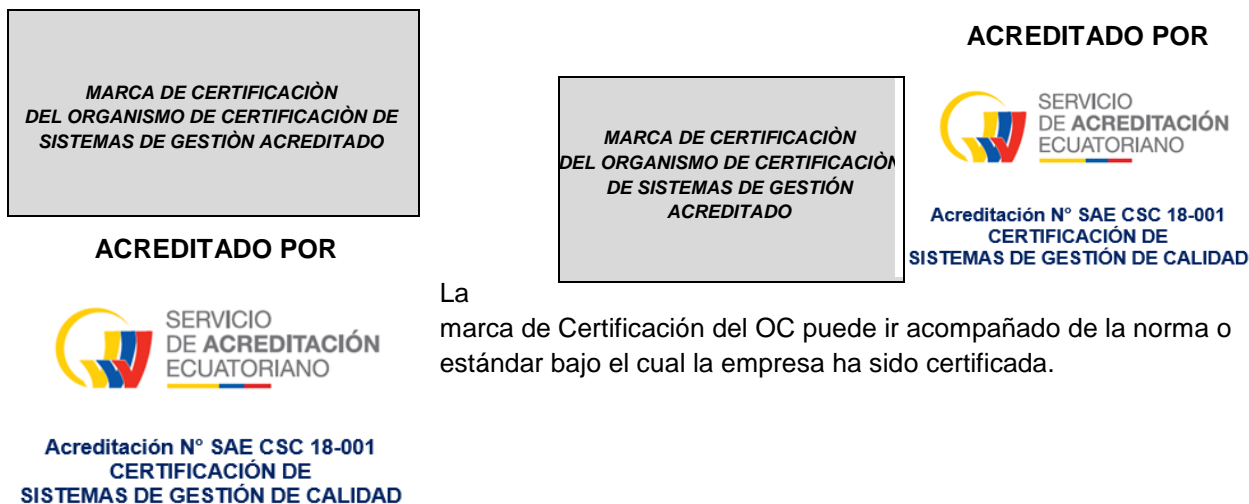 MARCA DE CERTIFICACIÒN
DEL ORGANISMO DE CERTIFICACIÒN DE
SISTEMAS DE GESTIÒN ACREDITADO
ACREDITADO POR
SERVICIO
DE ACREDITACIÓN
ECUATORIANO
Acreditación N° SAE CSC 18-001
CERTIFICACIÓN DE
SISTEMAS DE GESTIÓN DE CALIDAD
MARCA DE CERTIFICACIÒN
DEL ORGANISMO DE CERTIFICACIÒN
DE SISTEMAS DE GESTIÓN
ACREDITADO
ACREDITADO POR
SERVICIO
DE ACREDITACIÓN
ECUATORIANO
Acreditación N° SAE CSC 18-001
CERTIFICACIÓN DE
SISTEMAS DE GESTIÓN DE CALIDAD
La
marca de Certificación del OC puede ir acompañado de la norma o
estándar bajo el cual la empresa ha sido certificada.